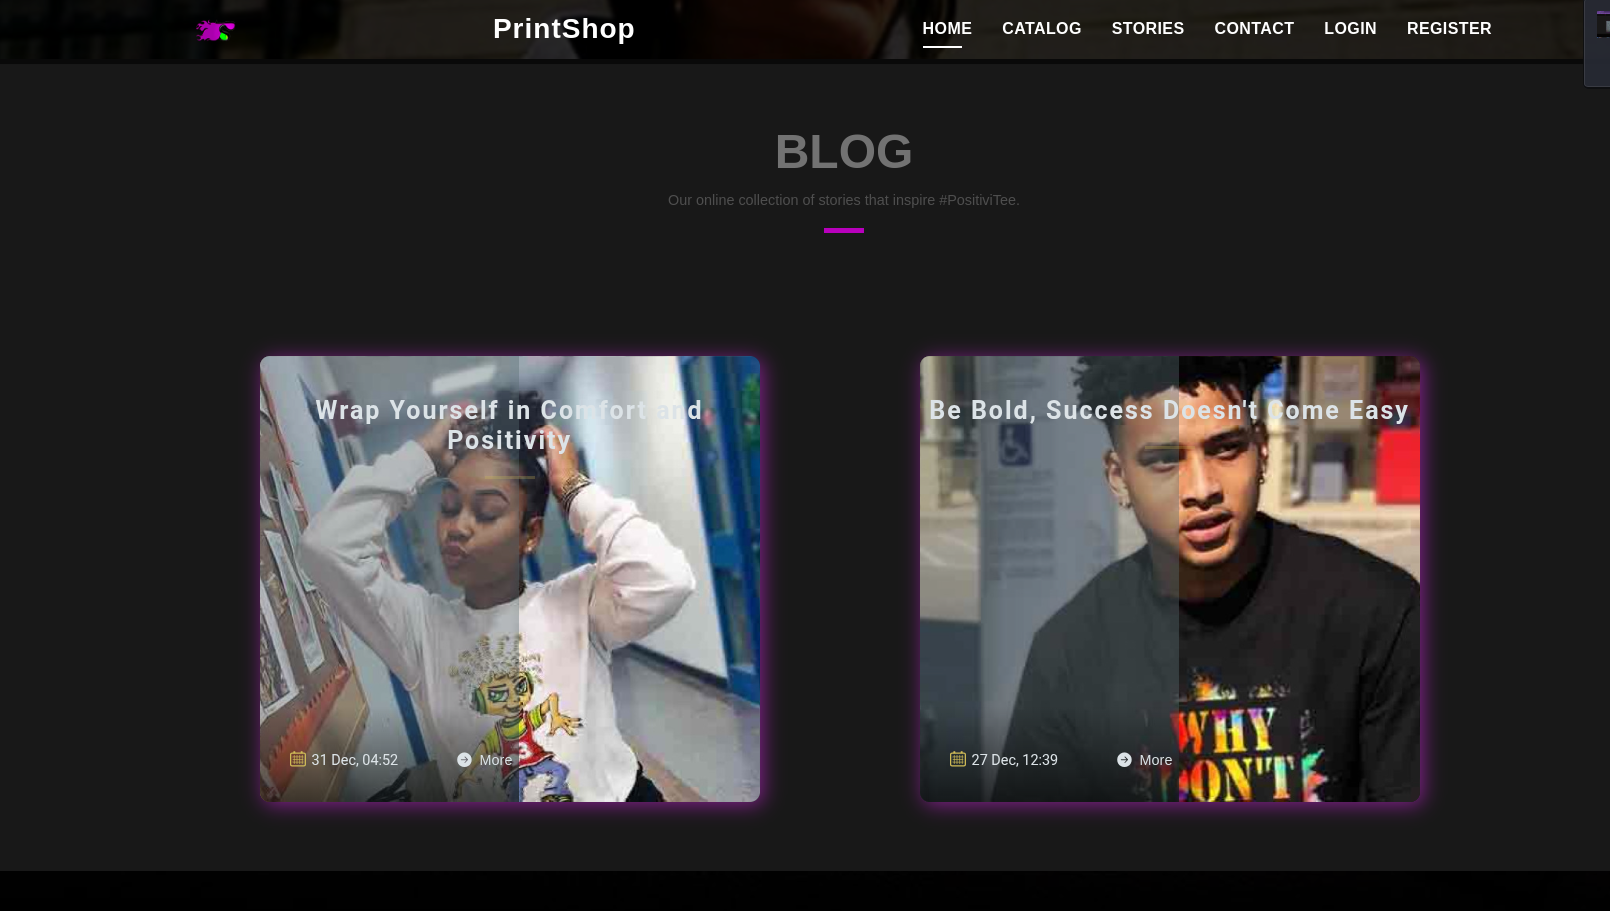 PrintShop
HOME CATALOG STORIES CONTACT LOGIN REGISTER
BLOG
Our online collection of stories that inspire #PositiviTee.
Wrap Yourself in Comfort and
Positivity
31 Dec, 04:52 More
Be Bold, Success Doesn't Come Easy
WHY
DON'T
27 Dec, 12:39 More